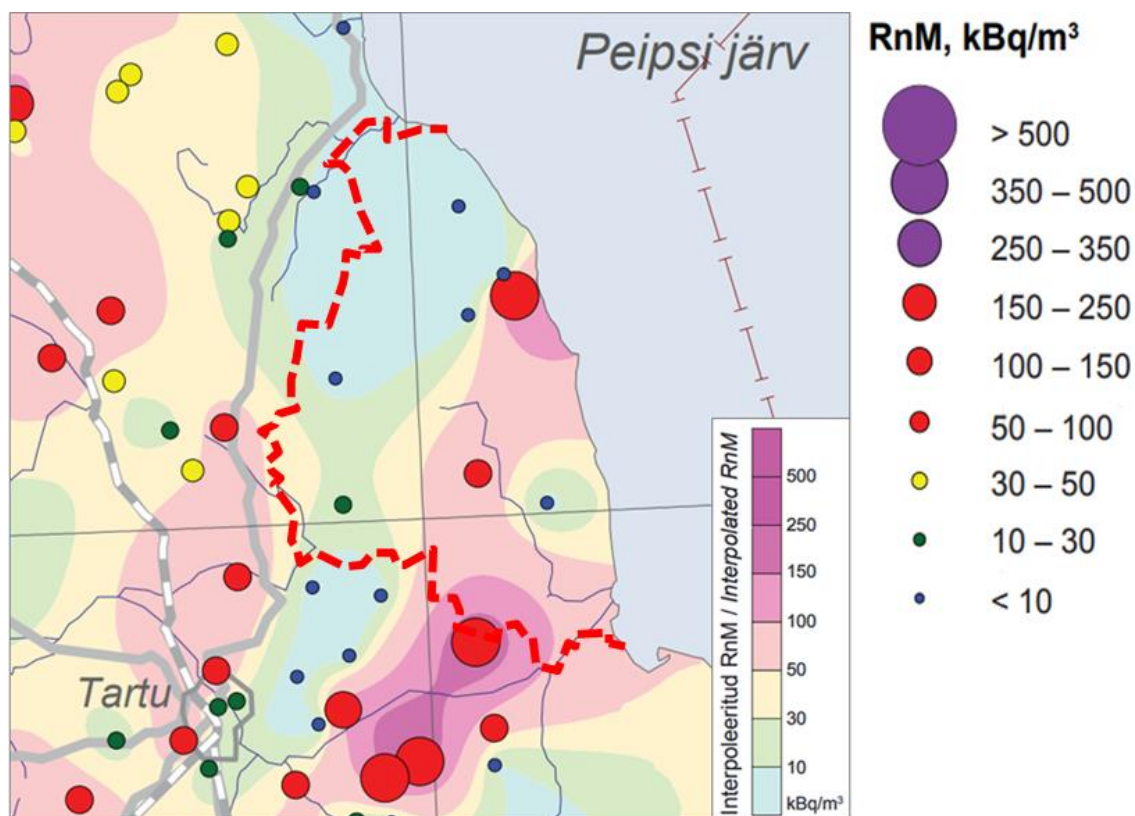 Peipsi järv
Tartu
Interpoleeritud RnM / Interpolated RnM
500
250
150
100
50
30
10
kBq/m³
RnM, kBq/m³
> 500
350 – 500
250 – 350
150 – 250
100 – 150
50 – 100
30 – 50
10 – 30
< 10